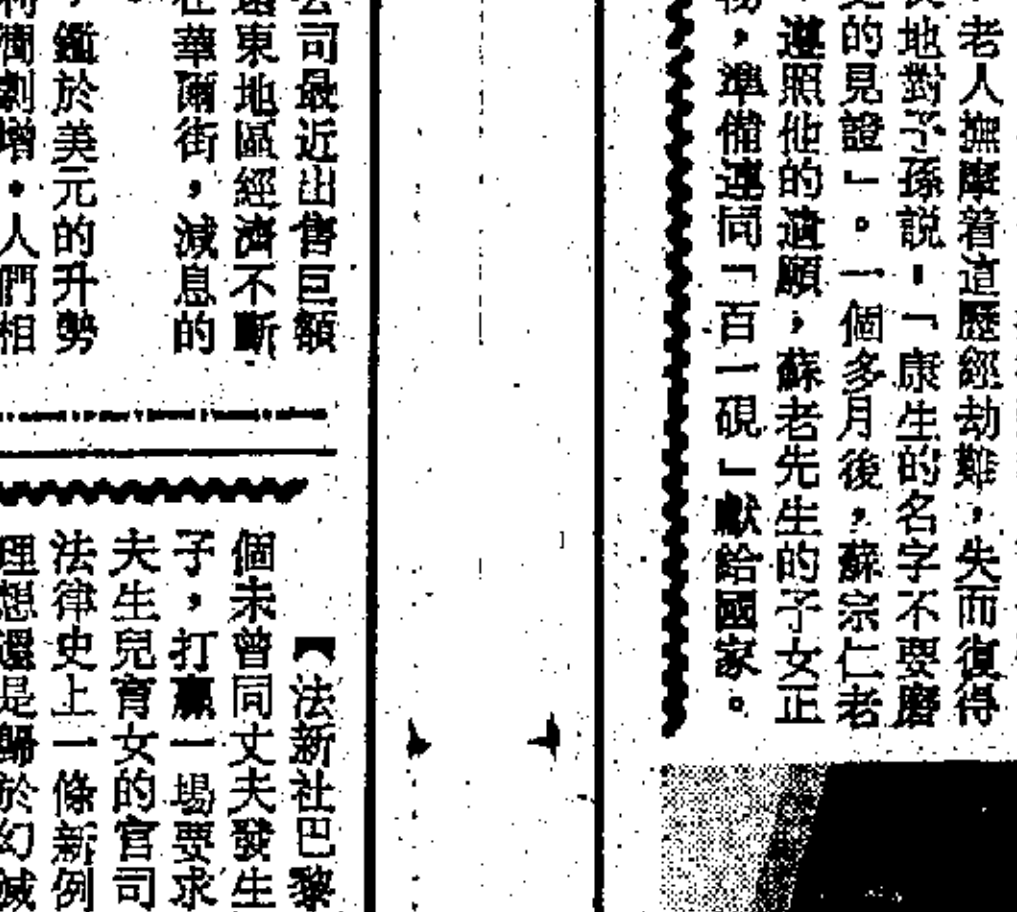 ，老人撫摩着這歷經劫難，失而復得
地對子孫說：「康生的名字不要磨
的見證」。一個多月後，蘇宗仁老
，遵照他的遺願，蘇老先生的子女正
，準備連同「百一硯」獻給國家。
公司最近出售巨額
遠東地區經濟不斷
在華爾街，減息的
，鑑於美元的升勢
利潤劇增。人們相
【法新社巴黎
個未曾同丈夫發生
子，打贏一場要求
夫生兒育女的官司
法律史上一條新例
理想還是歸於幻滅